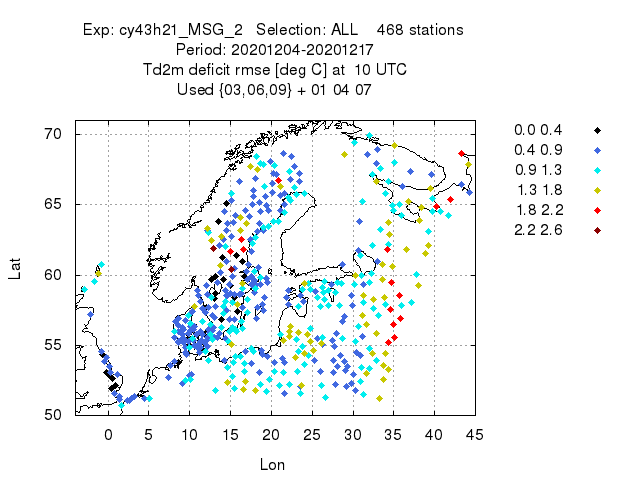 Exp: cy43h21_MSG_2 Selection: ALL 468 stations
Period: 20201204-20201217
Td2m deficit rmse [deg C] at 10 UTC
Used {03,06,09} + 01 04 07
70
65
60
55
50
Lat
0 5 10 15 20 25 30 35 40 45
Lon
0.0 0.4
0.4 0.9
0.9 1.3
1.3 1.8
1.8 2.2
2.2 2.6